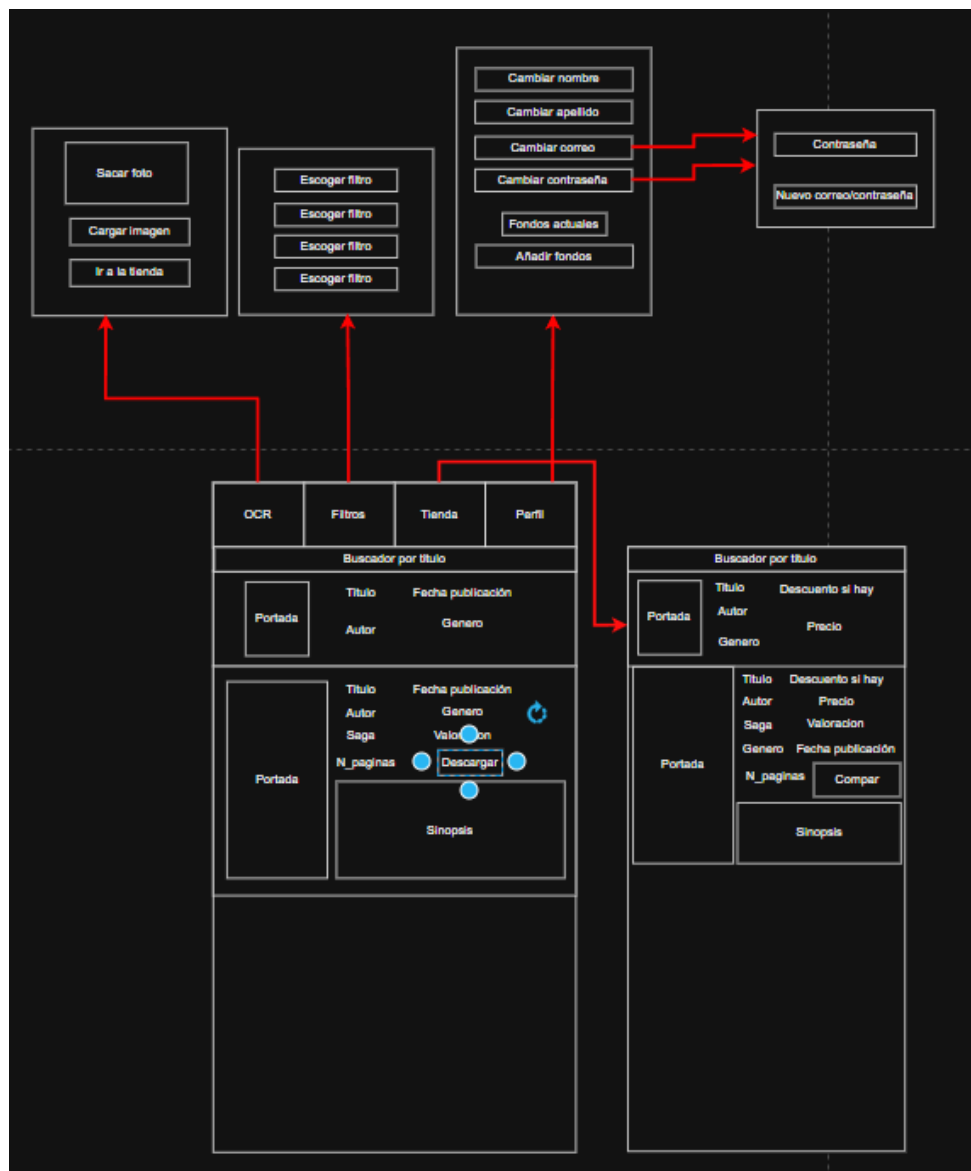 Cambiar nombre
Cambiar apellido
Cambiar correo
Cambiar contraseña
Fondos actuales
Añadir fondos
Contraseña
Nuevo correo/contraseña
Sacar foto
Cargar imagen
Ir a la tienda
Escoger filtro
Escoger filtro
Escoger filtro
Escoger filtro
OCR Filtros Tienda Perfil
Buscador por título
Portada
Titulo Fecha publicación
Autor Genero
Portada
Titulo Fecha publicación
Autor Genero
Saga Valoracion
N_paginas Descargar
Sinopsis
Buscador por título
Portada
Titulo Descuento si hay
Autor
Precio
Genero
Portada
Titulo Descuento si hay
Autor Precio
Saga Valoracion
Genero Fecha publicación
N_paginas Compar
Sinopsis